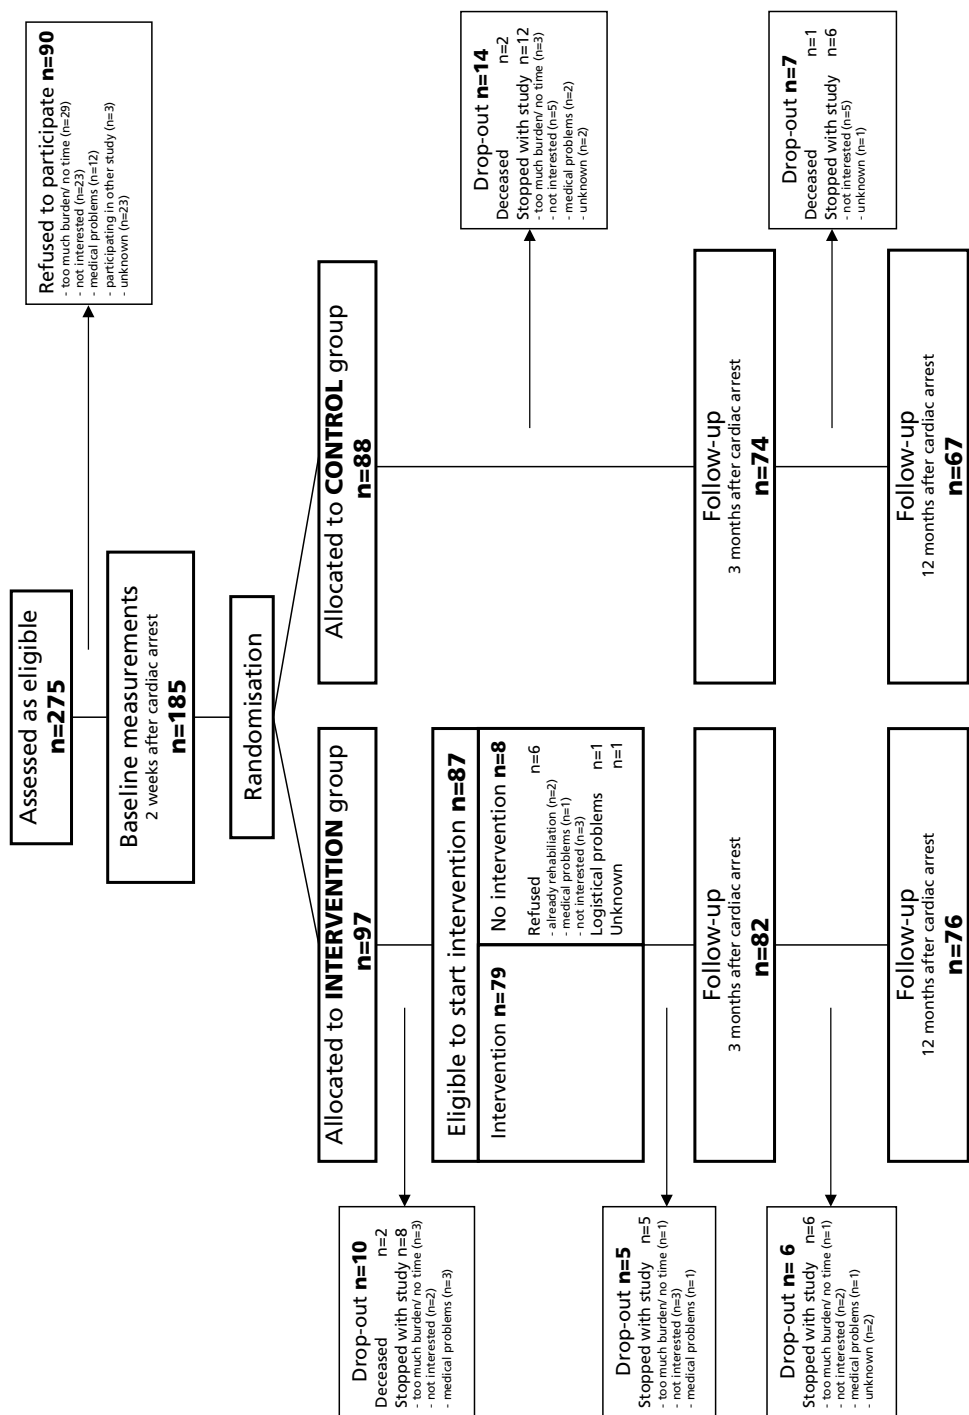 Assessed as eligible
n=275
Refused to participate n=90
- too much burden/ no time (n=29)
- not interested (n=23)
- medical problems (n=12)
- participating in other study (n=3)
- unknown (n=23)
Baseline measurements
2 weeks after cardiac arrest
n=185
Randomisation
Allocated to INTERVENTION group
n=97
Allocated to CONTROL group
n=88
Drop-out n=10
Deceased n=2
Stopped with study n=8
- too much burden/ no time (n=3)
- not interested (n=2)
- medical problems (n=3)
Eligible to start intervention n=87
Intervention n=79
No intervention n=8
Refused n=6
- already rehabiliation (n=2)
- medical problems (n=1)
- not interested (n=3)
Logistical problems n=1
Unknown n=1
Drop-out n=14
Deceased n=2
Stopped with study n=12
- too much burden/ no time (n=3)
- not interested (n=5)
- medical problems (n=2)
- unknown (n=2)
Drop-out n=5
Stopped with study n=5
- too much burden/ no time (n=1)
- not interested (n=3)
- medical problems (n=1)
Follow-up
3 months after cardiac arrest
n=82
Follow-up
3 months after cardiac arrest
n=74
Drop-out n= 6
Stopped with study n=6
- too much burden/ no time (n=1)
- not interested (n=2)
- medical problems (n=1)
- unknown (n=2)
Drop-out n=7
Deceased n=1
Stopped with study n=6
- not interested (n=5)
- unknown (n=1)
Follow-up
12 months after cardiac arrest
n=76
Follow-up
12 months after cardiac arrest
n=67